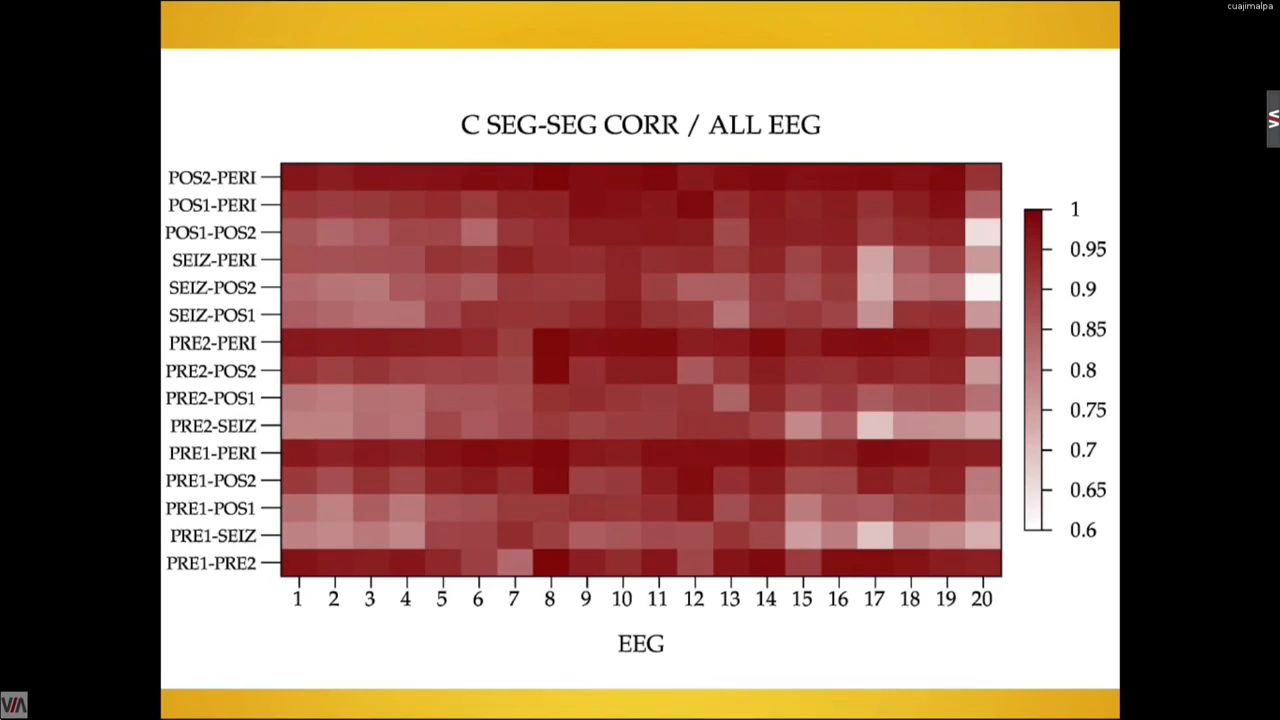 cuajimalpa
C SEG-SEG CORR / ALL EEG
POS2-PERI
POS1-PERI
POS1-POS2
SEIZ-PERI
SEIZ-POS2
SEIZ-POS1
PRE2-PERI
PRE2-POS2
PRE2-POS1
PRE2-SEIZ
PRE1-PERI
PRE1-POS2
PRE1-POS1
PRE1-SEIZ
PRE1-PRE2
1 2 3 4 5 6 7 8 9 10 11 12 13 14 15 16 17 18 19 20
EEG
1
0.95
0.9
0.85
0.8
0.75
0.7
0.65
0.6
VIA